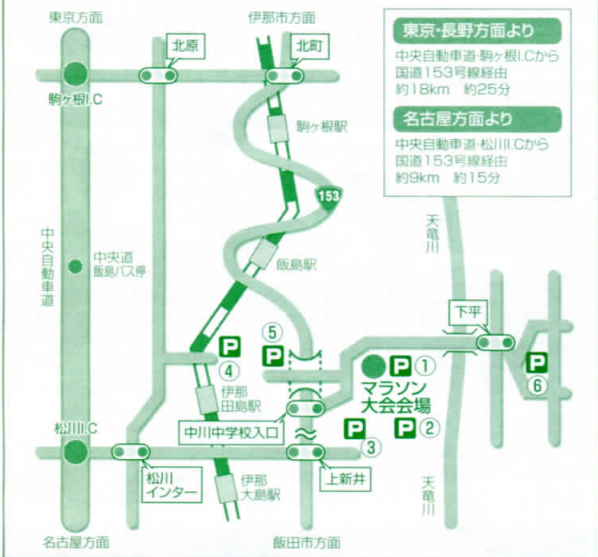 東京方面
伊那市方面
北原
北町
駒ヶ根I.C
駒ヶ根駅
東京・長野方面より
中央自動車道・駒ヶ根I.Cから
国道153号線経由
約18km 約25分
名古屋方面より
中央自動車道・松川I.Cから
国道153号線経由
約9km 約15分
153
天竜川
中央自動車道
中央道
飯島バス停
飯島駅
下平
⑤
P
P
④
P
①
P
⑥
伊那
田島駅
マラソン
大会会場
中川中学校入口
P
③
P
②
松川I.C
松川
インター
伊那
大島駅
上新井
天竜川
名古屋方面
飯田市方面